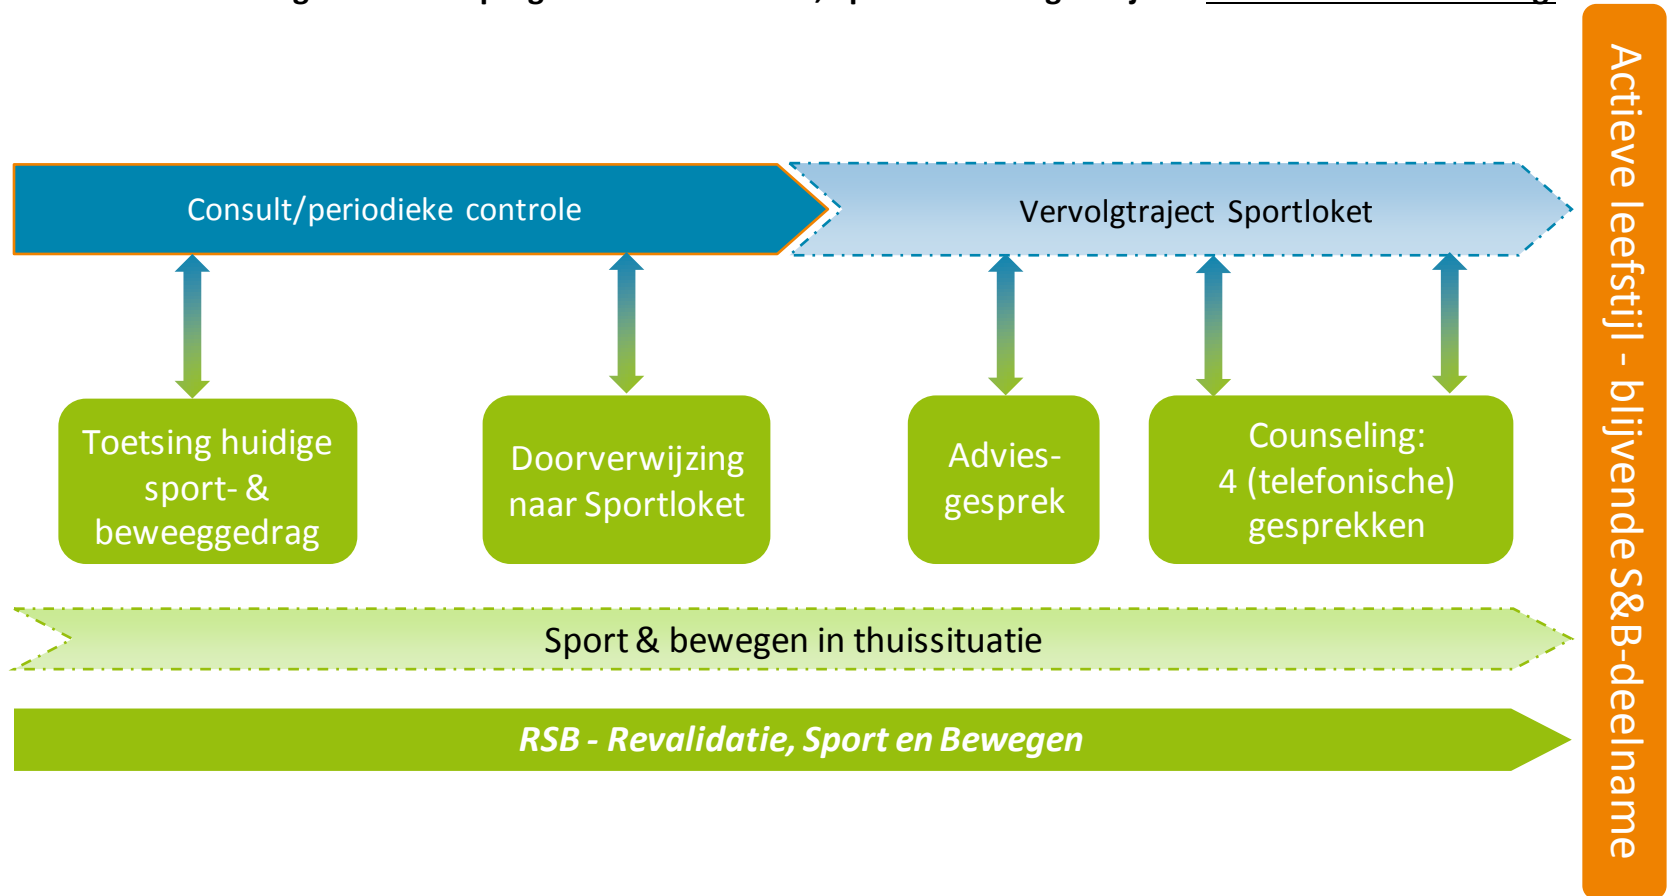 Consult/periodieke controle
Vervolgtraject Sportloket
Toetsing huidige
sport- &
beweeggedrag
Doorverwijzing
naar Sportloket
Advies-
gesprek
Counseling:
4 (telefonische)
gesprekken
Sport & bewegen in thuissituatie
RSB - Revalidatie, Sport en Bewegen
Actieve leefstijl - blijvende S&B-deelname